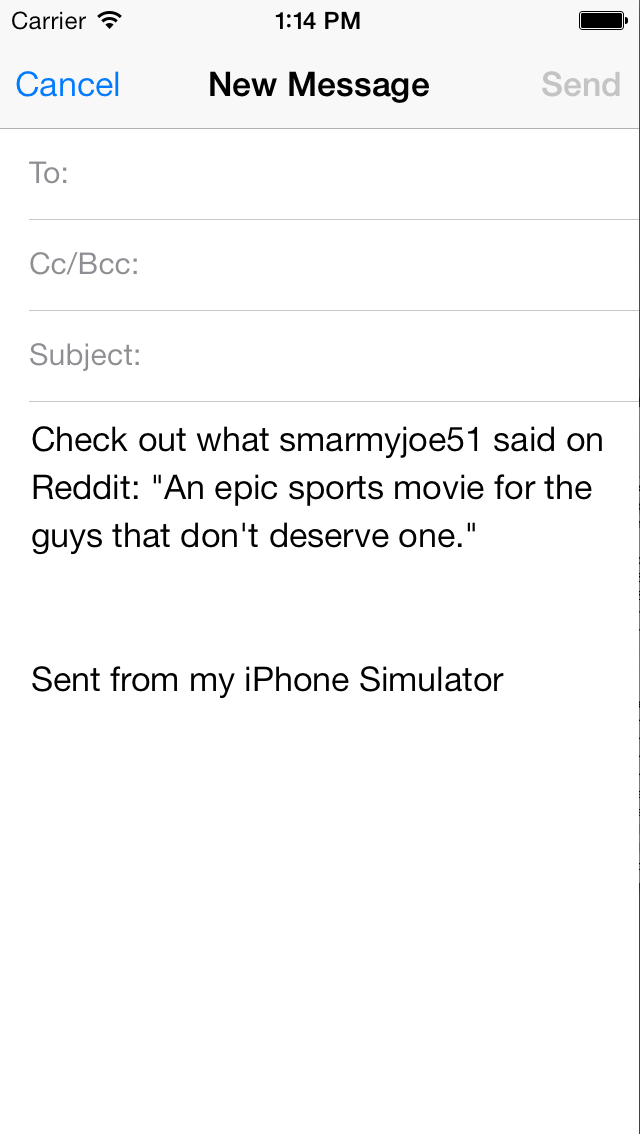 Carrier 1:14 PM
Cancel New Message Send
To:
Cc/Bcc:
Subject:
Check out what smarmyjoe51 said on
Reddit: "An epic sports movie for the
guys that don't deserve one."
Sent from my iPhone Simulator